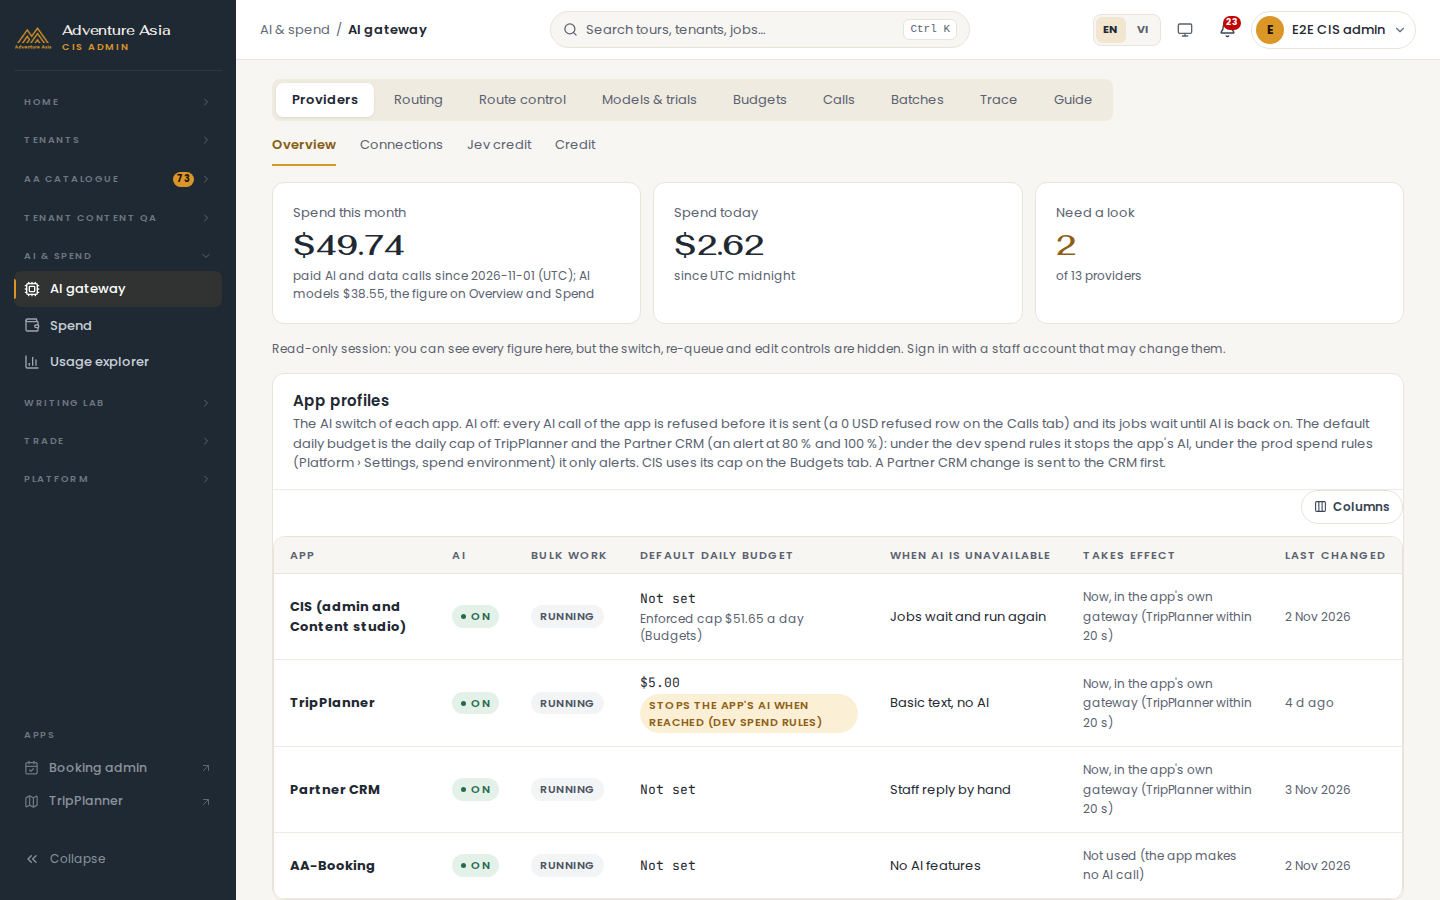 Adventure Asia
Adventure Asia
CIS ADMIN
HOME
TENANTS
AA CATALOGUE 73
TENANT CONTENT QA
AI & SPEND
AI gateway
Spend
Usage explorer
WRITING LAB
TRADE
PLATFORM
APPS
Booking admin
TripPlanner
Collapse
AI & spend / AI gateway
Search tours, tenants, jobs... Ctrl K
EN VI
23
E E2E CIS admin
Providers Routing Route control Models & trials Budgets Calls Batches Trace Guide
Overview Connections Jev credit Credit
Spend this month
$49.74
paid AI and data calls since 2026-11-01 (UTC); AI
models $38.55, the figure on Overview and Spend
Spend today
$2.62
since UTC midnight
Need a look
2
of 13 providers
Read-only session: you can see every figure here, but the switch, re-queue and edit controls are hidden. Sign in with a staff account that may change them.
App profiles
The AI switch of each app. AI off: every AI call of the app is refused before it is sent (a 0 USD refused row on the Calls tab) and its jobs wait until AI is back on. The default
daily budget is the daily cap of TripPlanner and the Partner CRM (an alert at 80 % and 100 %): under the dev spend rules it stops the app's AI, under the prod spend rules
(Platform › Settings, spend environment) it only alerts. CIS uses its cap on the Budgets tab. A Partner CRM change is sent to the CRM first.
Columns
APP AI BULK WORK DEFAULT DAILY BUDGET WHEN AI IS UNAVAILABLE TAKES EFFECT LAST CHANGED
CIS (admin and
Content studio)
ON
RUNNING
Not set
Enforced cap $51.65 a day
(Budgets)
Jobs wait and run again
Now, in the app's own
gateway (TripPlanner within
20 s)
2 Nov 2026
TripPlanner
ON
RUNNING
$5.00
STOPS THE APP'S AI WHEN
REACHED (DEV SPEND RULES)
Basic text, no AI
Now, in the app's own
gateway (TripPlanner within
20 s)
4 d ago
Partner CRM
ON
RUNNING
Not set
Staff reply by hand
Now, in the app's own
gateway (TripPlanner within
20 s)
3 Nov 2026
AA-Booking
ON
RUNNING
Not set
No AI features
Not used (the app makes
no AI call)
2 Nov 2026